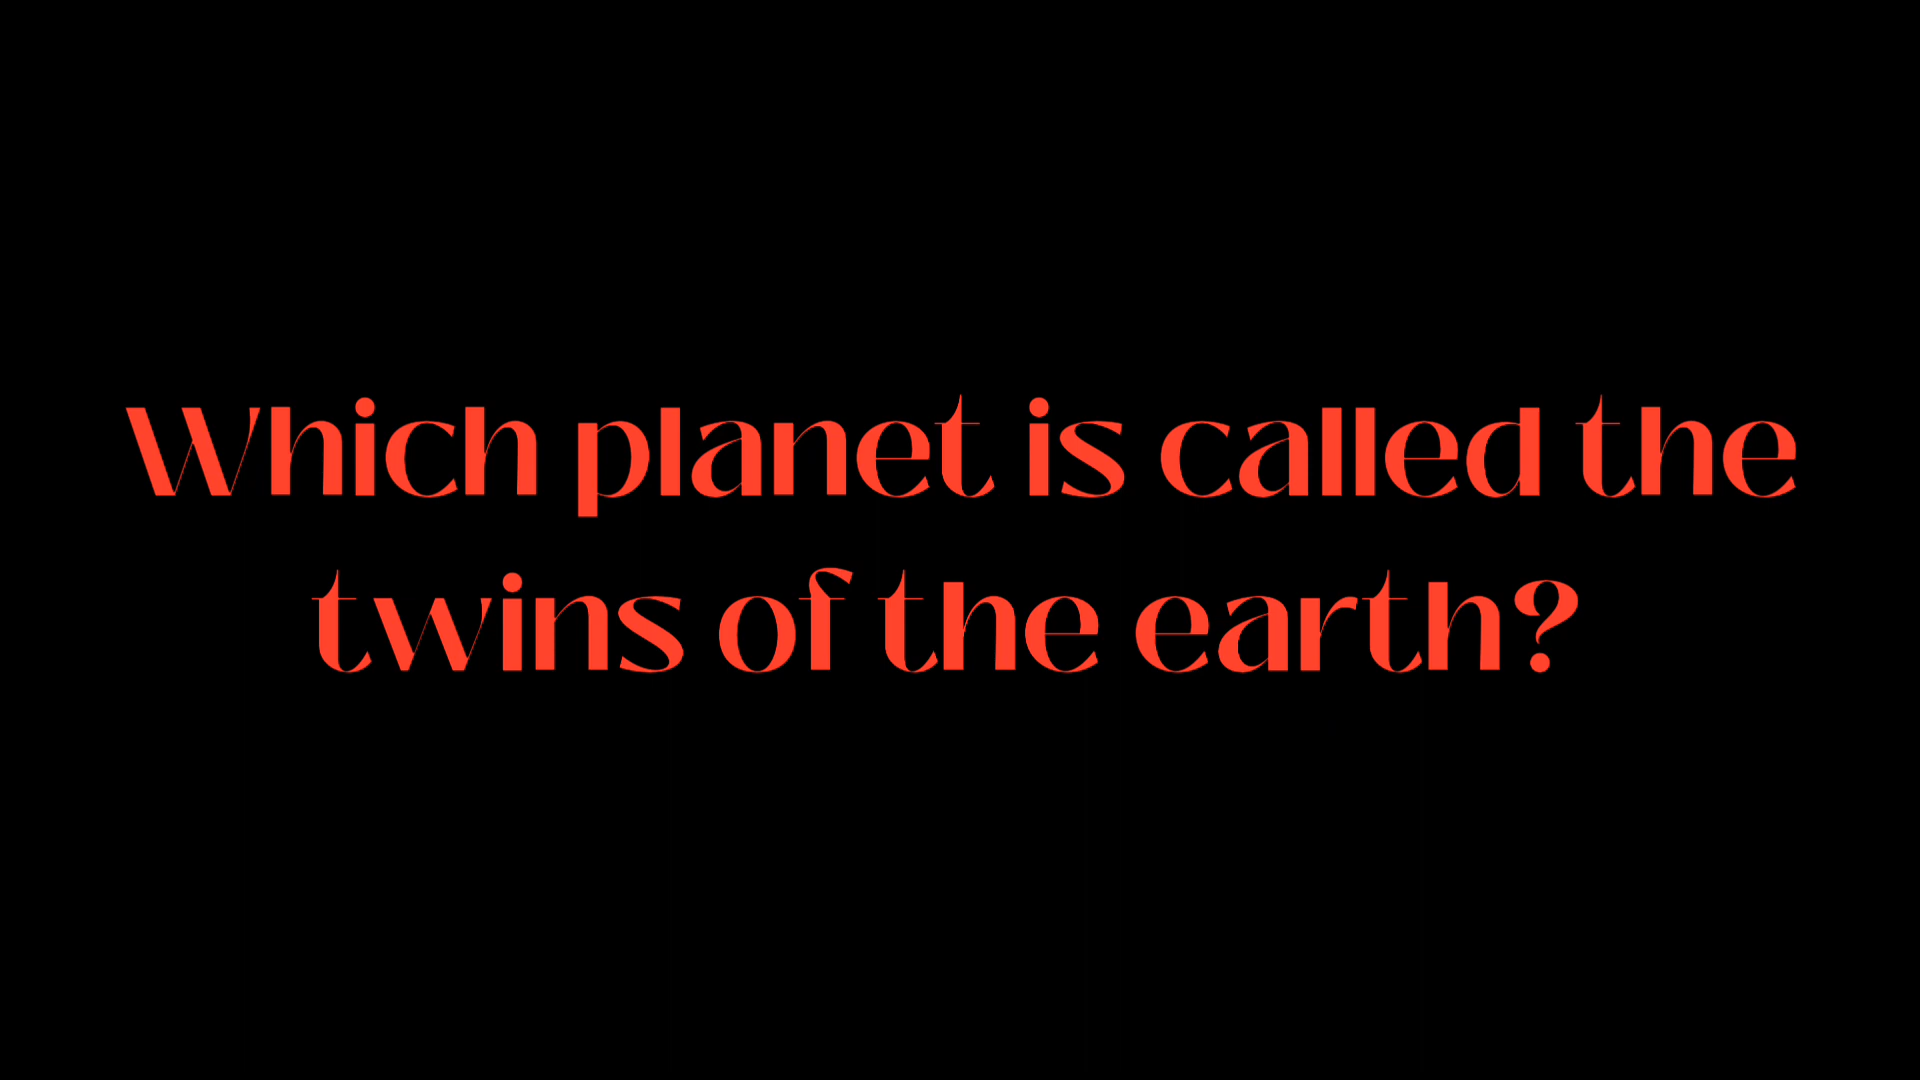 Which planet is called the
twins of the earth?